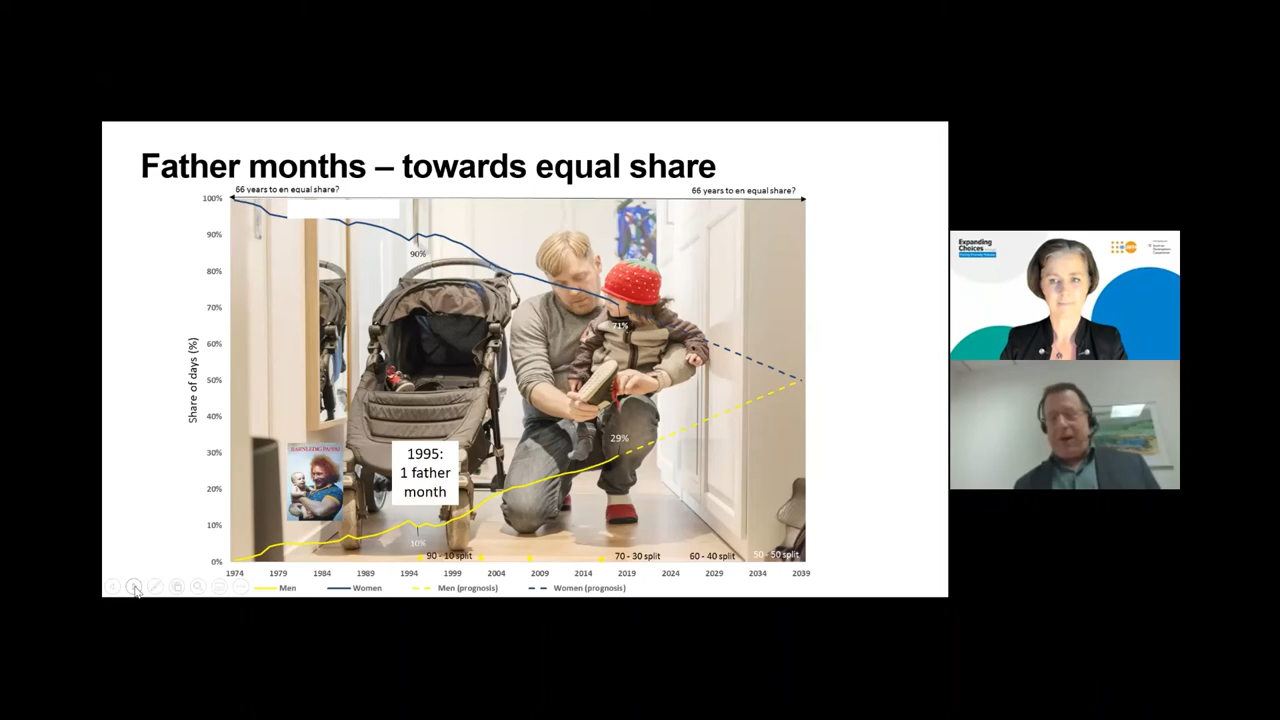 Father months – towards equal share
66 years to en equal share?
66 years to en equal share?
100%
90%
80%
70%
60%
50%
40%
30%
20%
10%
0%
Share of days (%)
90%
71%
29%
10%
BARNLEDIG PAPPA!
1995:
1 father
month
90 - 10 split
70 - 30 split
60 - 40 split
50 - 50 split
1974
1979
1984
1989
1994
1999
2004
2009
2014
2019
2024
2029
2034
2039
Men
Women
Men (prognosis)
Women (prognosis)
Expanding
Choices